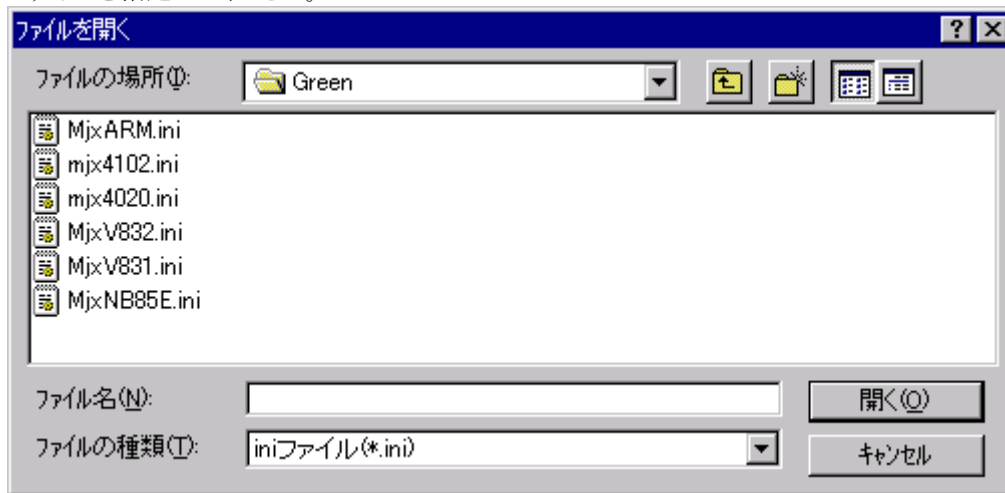 ファイルを開く
ファイルの場所(I):
Green
MjxARM.ini
mjx4102.ini
mjx4020.ini
MjxV832.ini
MjxV831.ini
MjxNB85E.ini
ファイル名(N):
開く(O)
ファイルの種類(T):
iniファイル(*.ini)
キャンセル